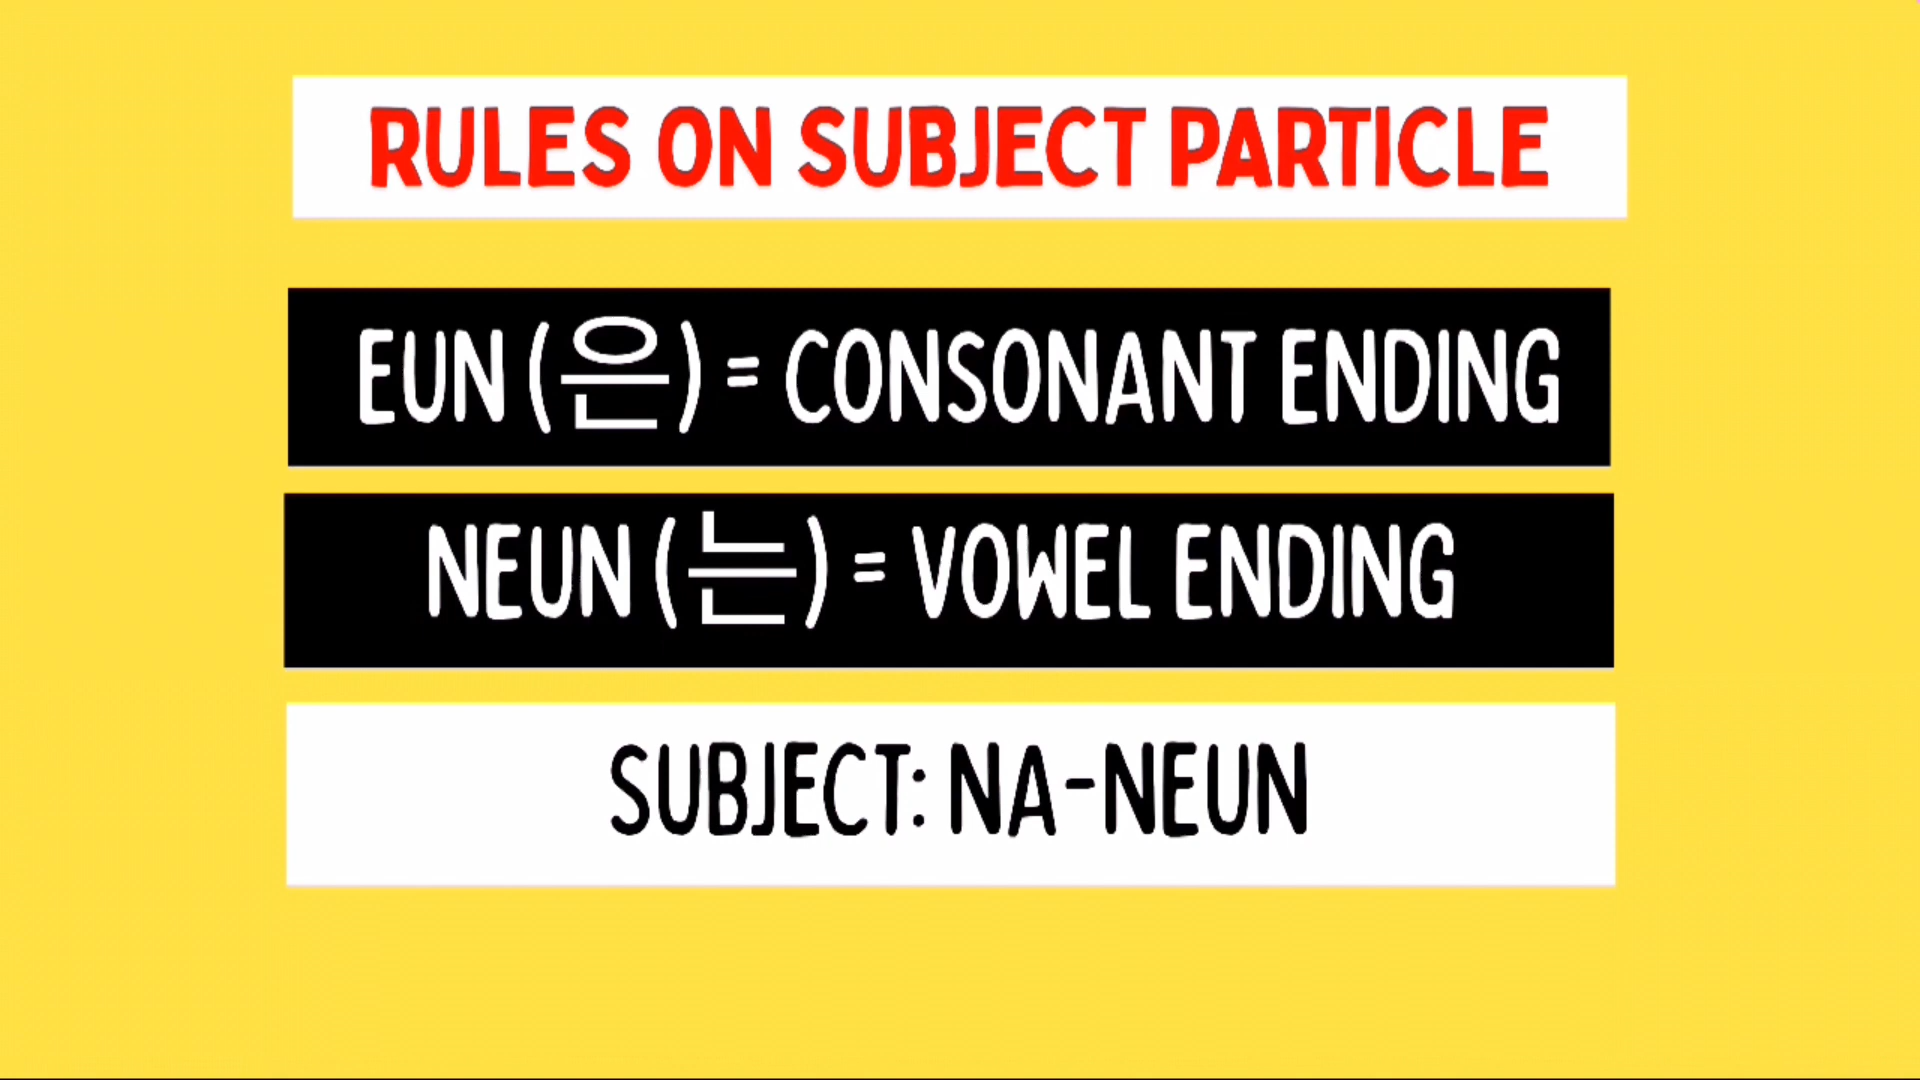 RULES ON SUBJECT PARTICLE
EUN (은) = CONSONANT ENDING
NEUN (는) = VOWEL ENDING
SUBJECT: NA-NEUN